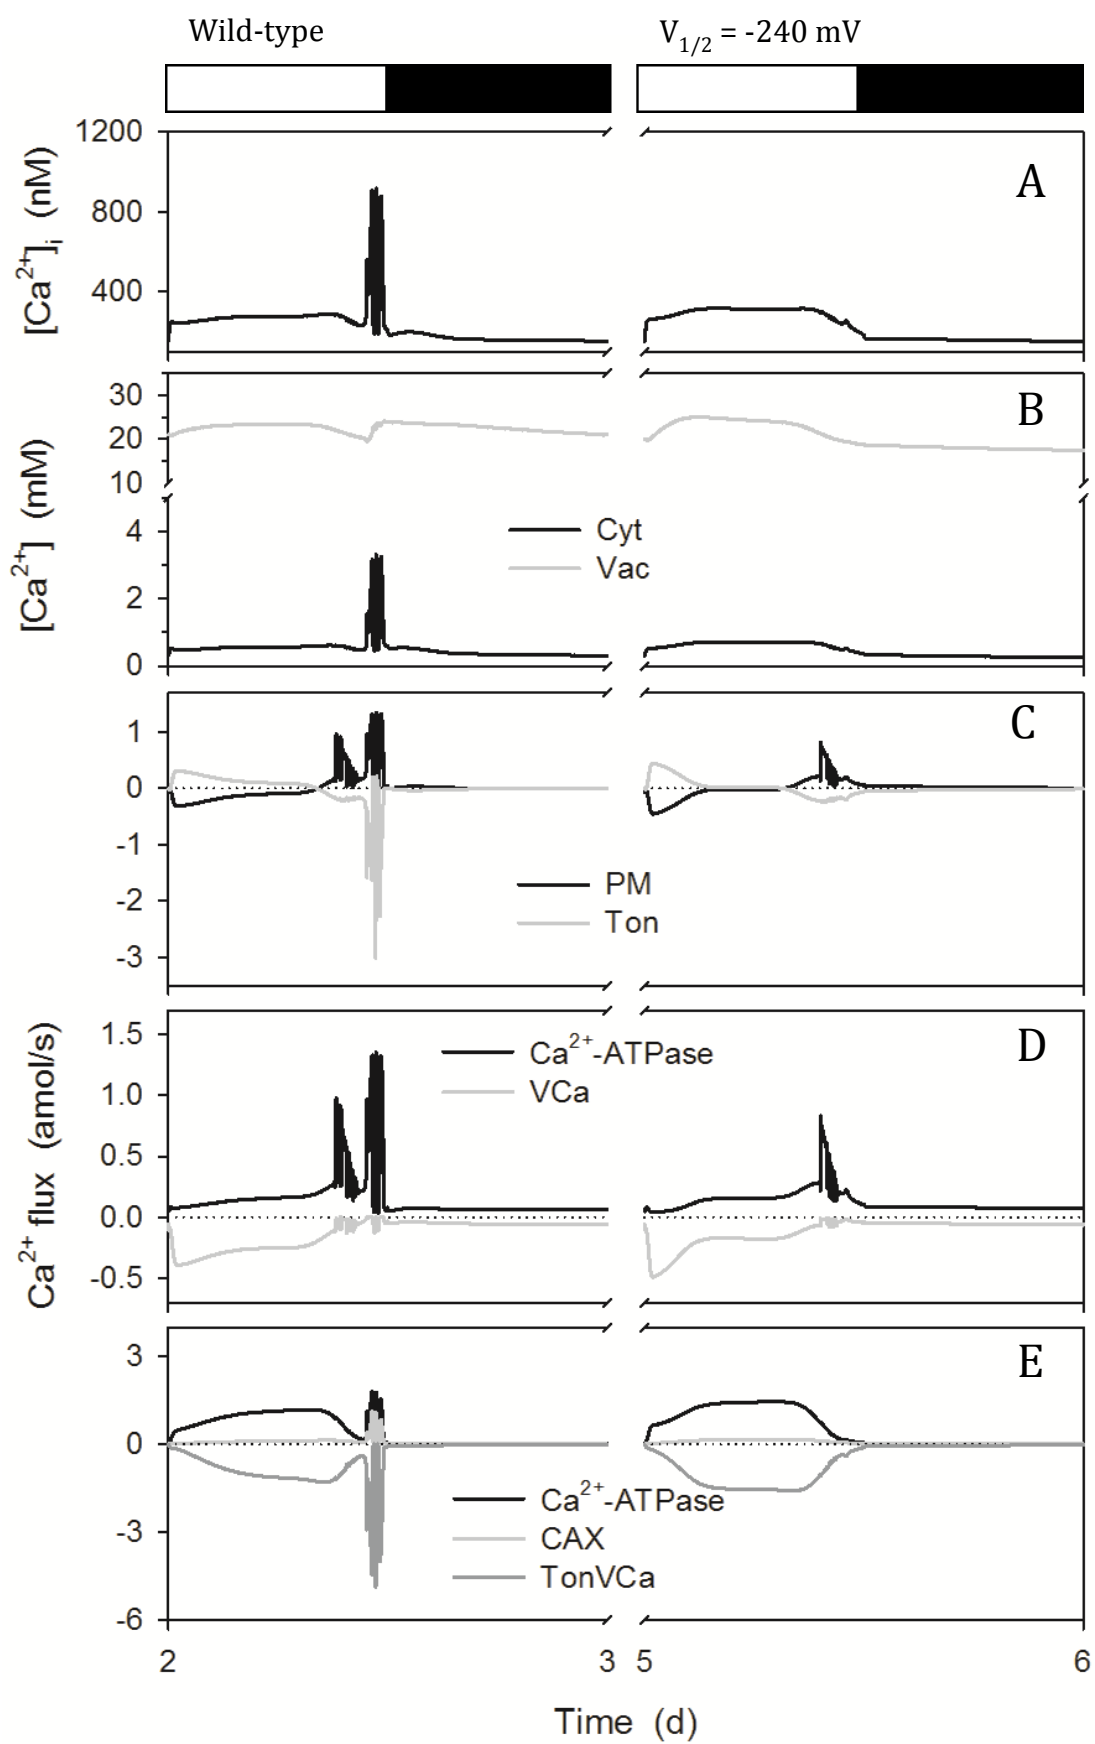 Wild-type
V1/2 = -240 mV
A
[Ca2+]i (nM)
1200
800
400
B
[Ca2+] (mM)
30
20
10
4
2
0
Cyt
Vac
C
1
0
-1
-2
-3
PM
Ton
Ca2+ flux (amol/s)
D
1.5
1.0
0.5
0.0
-0.5
Ca2+-ATPase
VCa
E
3
0
-3
-6
Ca2+-ATPase
CAX
TonVCa
2 3 5 6
Time (d)